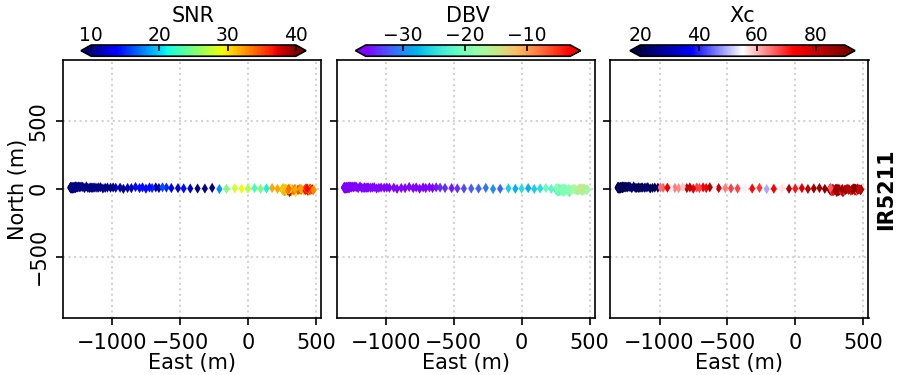 SNR DBV Xc
10 20 30 40 −30 −20 −10 20 40 60 80
500
0
−500
North (m)
−1000 −500 0 500 −1000 −500 0 500 −1000 −500 0 500
East (m) East (m) East (m)
IR5211